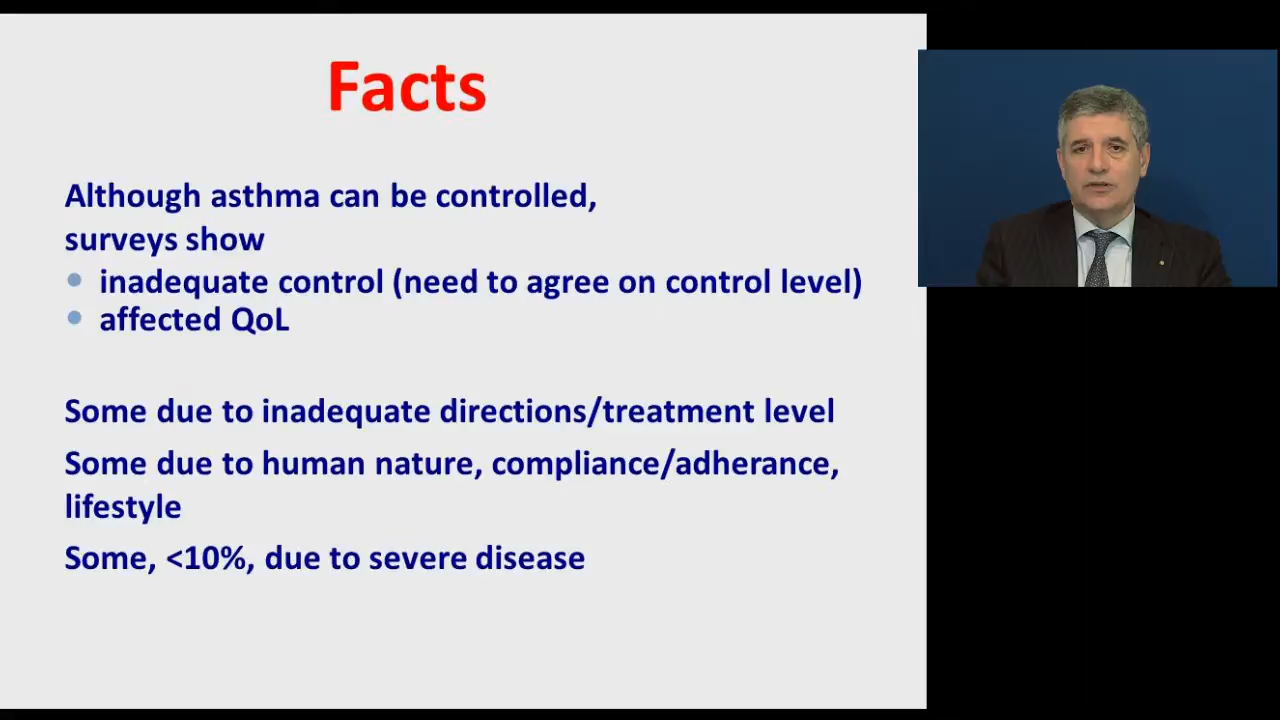 Facts
Although asthma can be controlled,
surveys show
• inadequate control (need to agree on control level)
• affected QoL
Some due to inadequate directions/treatment level
Some due to human nature, compliance/adherance,
lifestyle
Some, <10%, due to severe disease